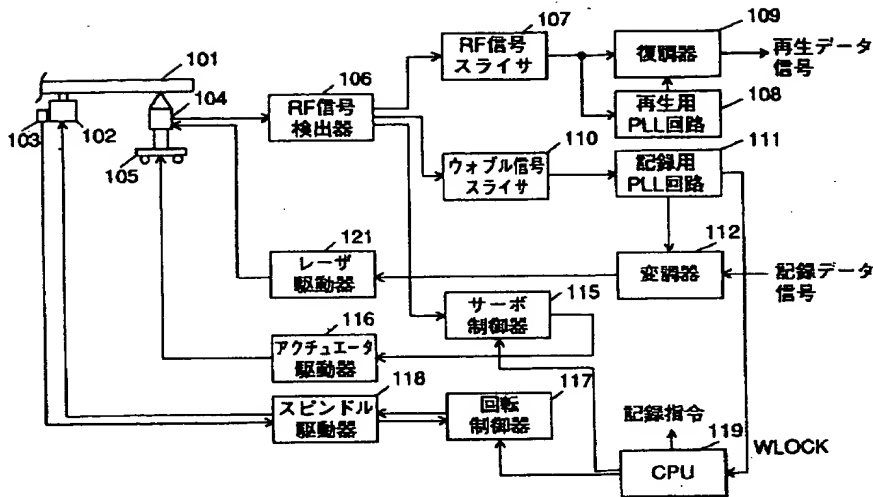 101
103
102
104
105
106
RF信号
検出器
107
RF信号
スライサ
109
復調器
再生データ
信号
108
再生用
PLL回路
110
ウォブル信号
スライサ
111
記録用
PLL回路
121
レーザ
駆動器
112
変調器
記録データ
信号
115
サーボ
制御器
116
アクチュエータ
駆動器
118
スピンドル
駆動器
117
回転
制御器
記録指令
119
CPU
WLOCK